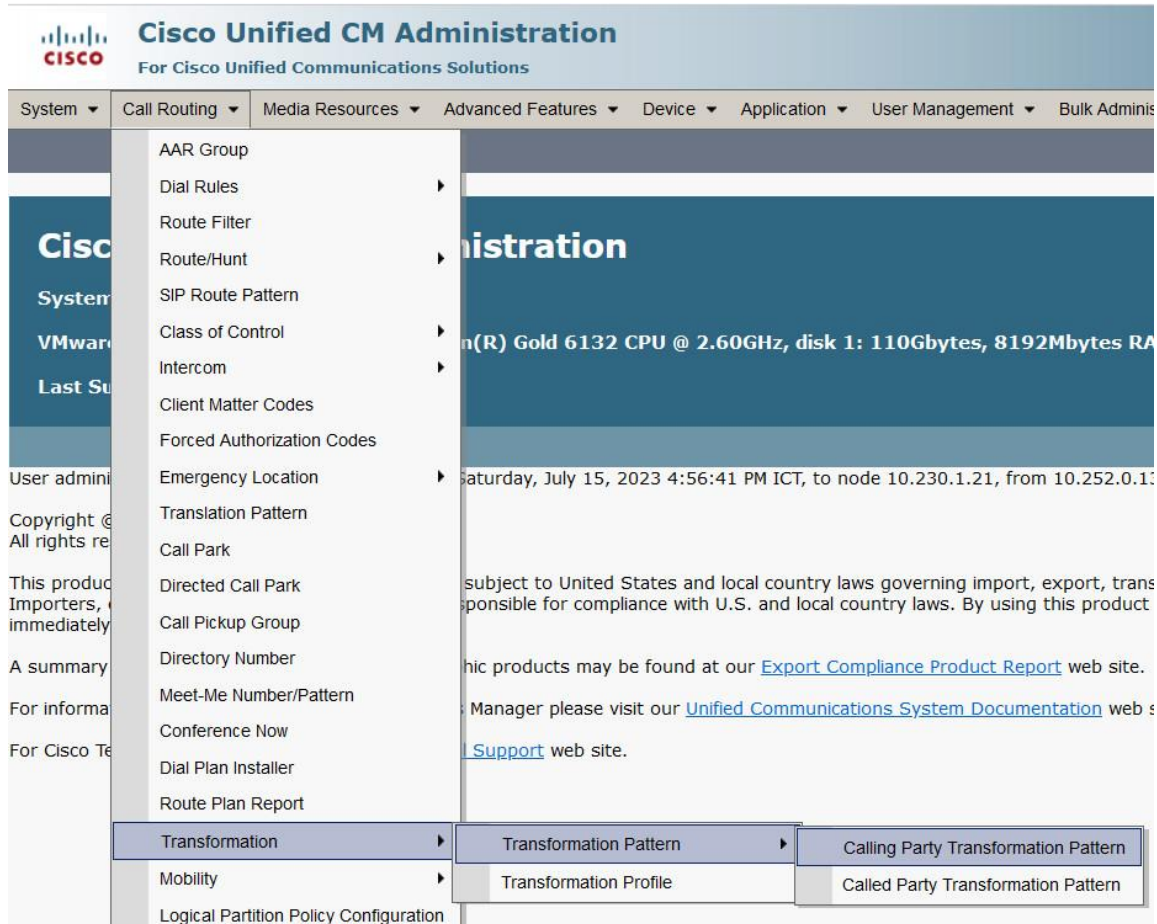 CISCO
Cisco Unified CM Administration
For Cisco Unified Communications Solutions
System Call Routing Media Resources Advanced Features Device Application User Management Bulk Adminis
AAR Group
Dial Rules
Route Filter
Cisc istration
Route/Hunt
System
SIP Route Pattern
Class of Control
VMware n(R) Gold 6132 CPU @ 2.60GHz, disk 1: 110Gbytes, 8192Mbytes RA
Intercom
Last Su
Client Matter Codes
Forced Authorization Codes
User admini Saturday, July 15, 2023 4:56:41 PM ICT, to node 10.230.1.21, from 10.252.0.13
Emergency Location
Translation Pattern
Copyright ©
All rights re
Call Park
This produc subject to United States and local country laws governing import, export, trans
Directed Call Park
Importers, sponsible for compliance with U.S. and local country laws. By using this product
immediately
Call Pickup Group
Directory Number
A summary hic products may be found at our Export Compliance Product Report web site.
Meet-Me Number/Pattern
For informa s Manager please visit our Unified Communications System Documentation web s
Conference Now
For Cisco Te l Support web site.
Dial Plan Installer
Route Plan Report
Transformation Transformation Pattern Calling Party Transformation Pattern
Mobility Transformation Profile Called Party Transformation Pattern
Logical Partition Policy Configuration